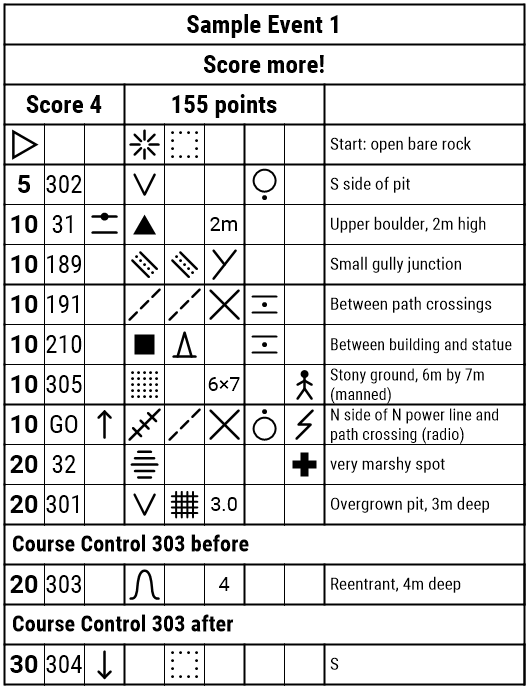 Sample Event 1
Score more!
Score 4 155 points
Start: open bare rock
5 302 S side of pit
10 31 2m Upper boulder, 2m high
10 189 Small gully junction
10 191 Between path crossings
10 210 Between building and statue
10 305 6×7 Stony ground, 6m by 7m
(manned)
10 GO N side of N power line and
path crossing (radio)
20 32 very marshy spot
20 301 3.0 Overgrown pit, 3m deep
Course Control 303 before
20 303 4 Reentrant, 4m deep
Course Control 303 after
30 304 S